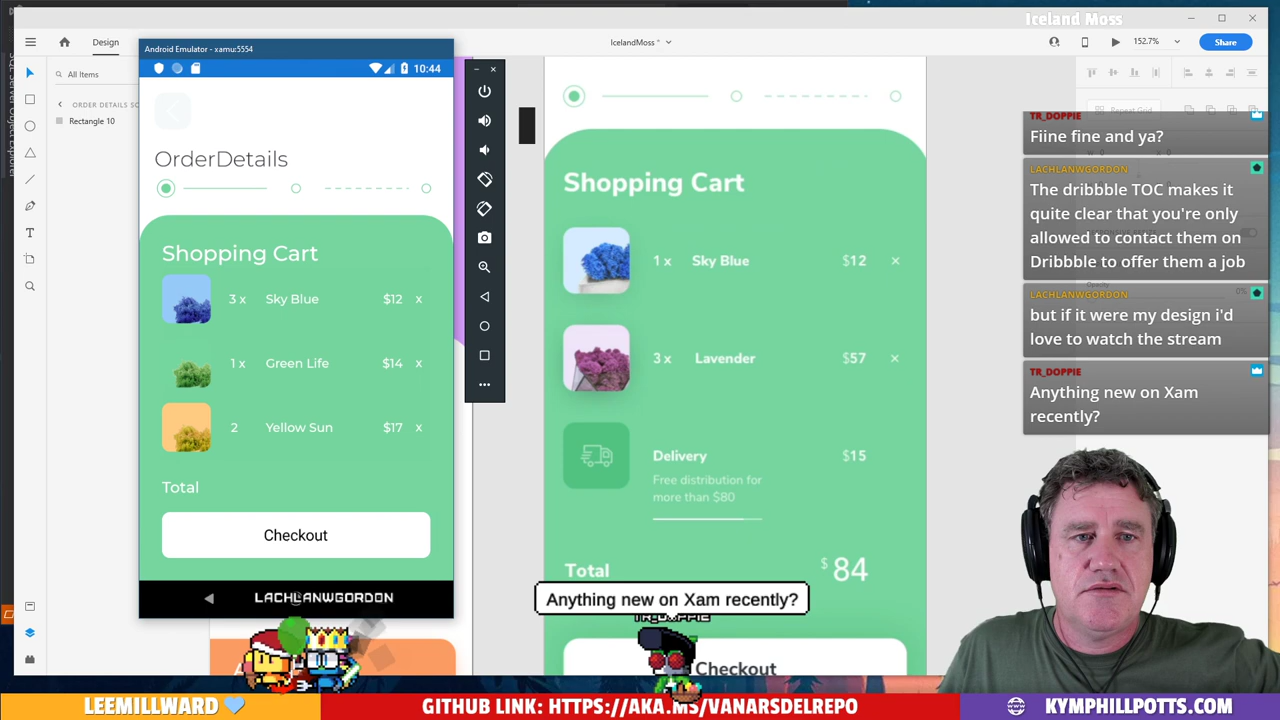 Iceland Moss
Design
IcelandMoss *
152.7%
Share
All Items
ORDER DETAILS SC
Rectangle 10
Android Emulator - xamu:5554
10:44
OrderDetails
Shopping Cart
3 x Sky Blue $12 x
1 x Green Life $14 x
2 Yellow Sun $17 x
Total
Checkout
LACHLANWGORDON
Shopping Cart
1 x Sky Blue $12 ×
3 x Lavender $57 ×
Delivery $15
Free distribution for
more than $80
Total $84
Checkout
Anything new on Xam recently?
TR_DOPPIE
Repeat Grid
TR_DOPPIE
Fiine fine and ya?
LACHLANWGORDON
The dribbble TOC makes it
quite clear that you're only
allowed to contact them on
Dribbble to offer them a job
LACHLANWGORDON
but if it were my design i'd
love to watch the stream
TR_DOPPIE
Anything new on Xam
recently?
LEEMILLWARD
GITHUB LINK: HTTPS://AKA.MS/VANARSDELREPO
KYMPHILLPOTTS.COM